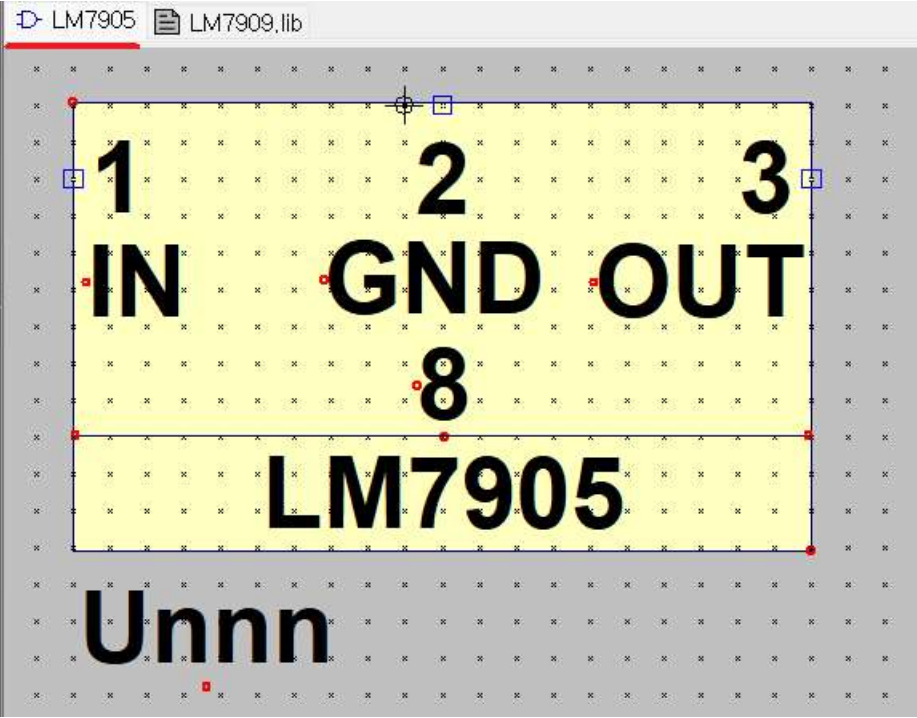 LM7905 LM7909.lib
1 2 3
IN GND OUT
8
LM7905
Unnn